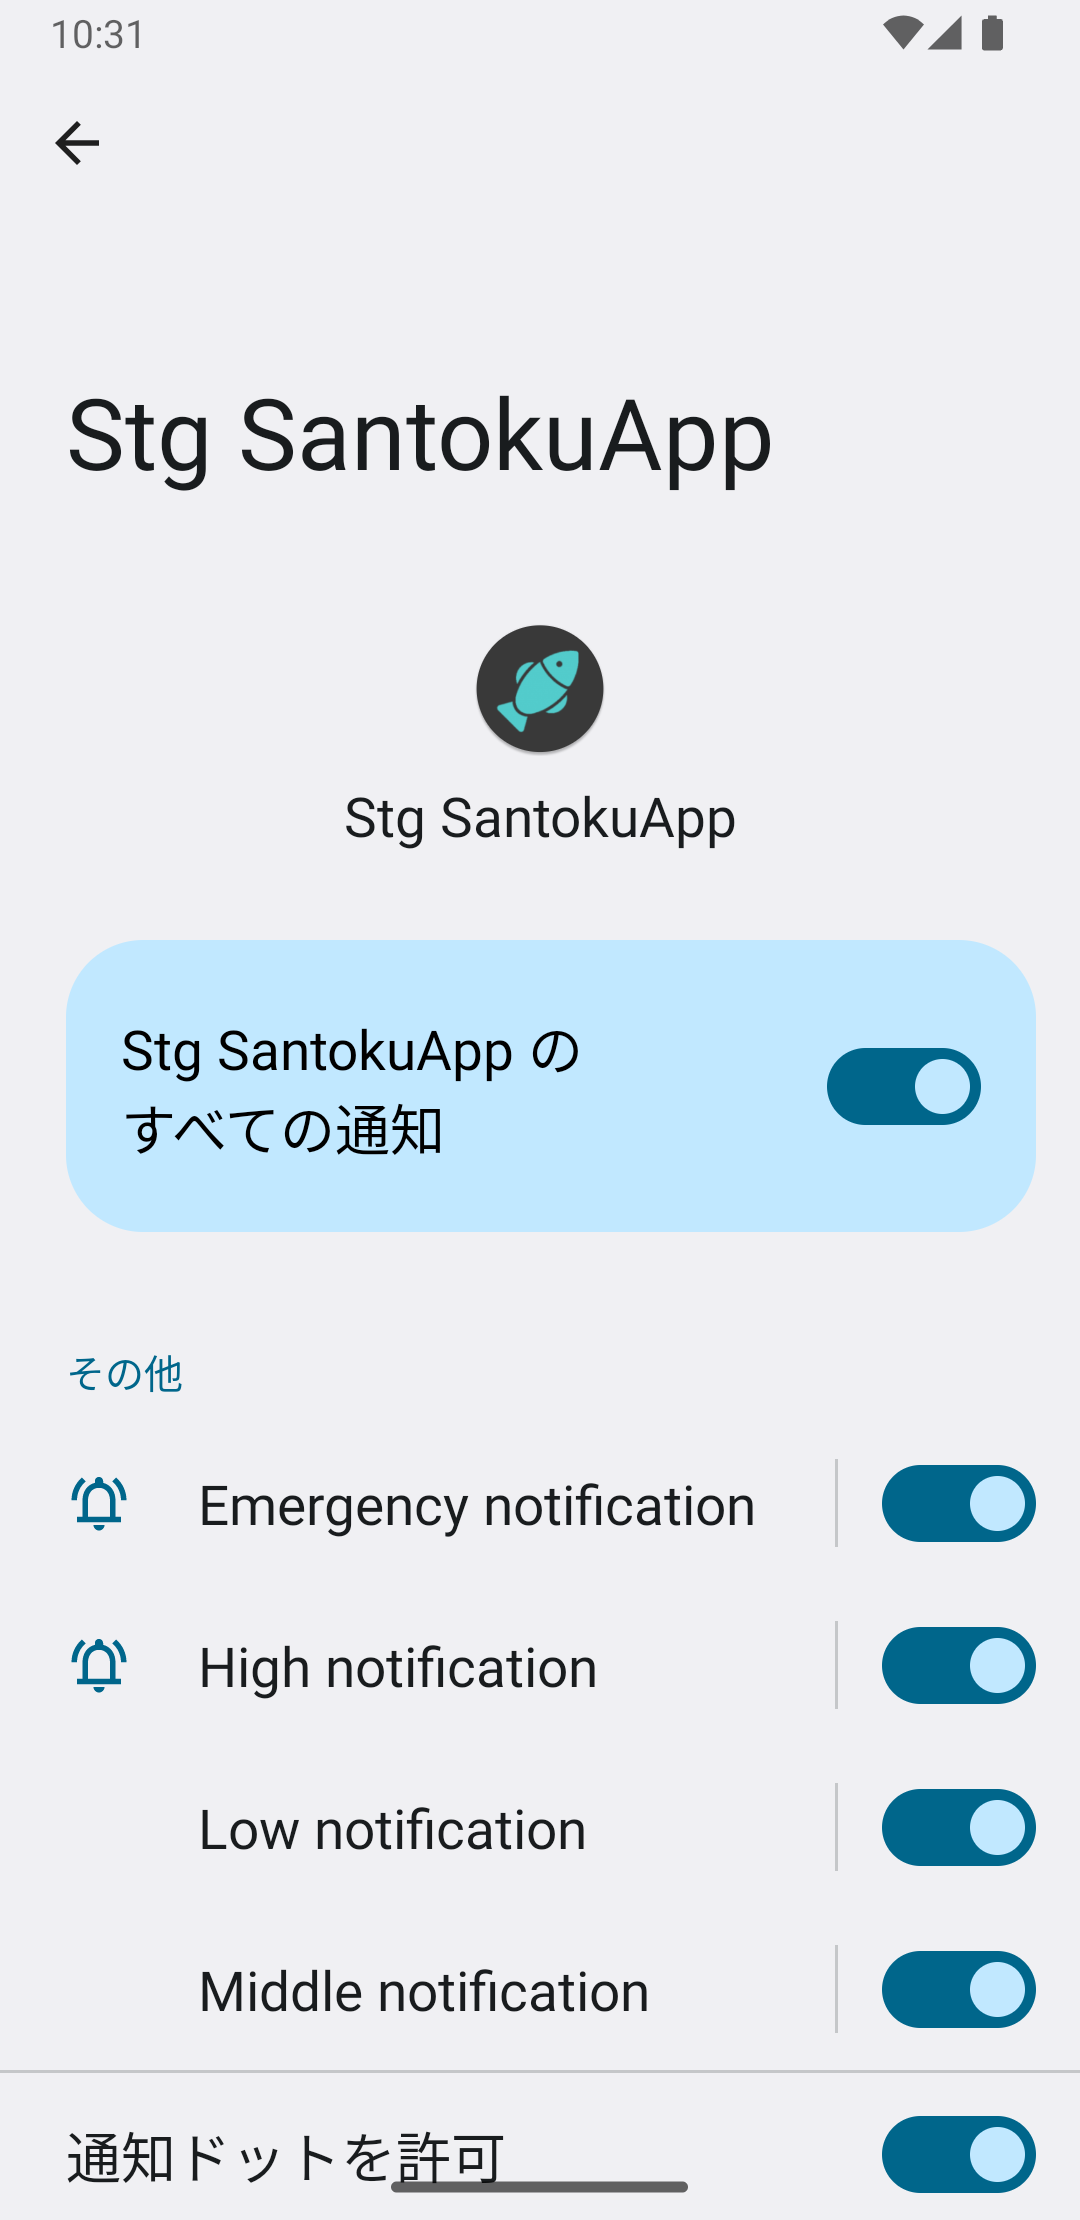 10:31
Stg SantokuApp
Stg SantokuApp
Stg SantokuApp の
すべての通知
その他
Emergency notification
High notification
Low notification
Middle notification
通知ドットを許可